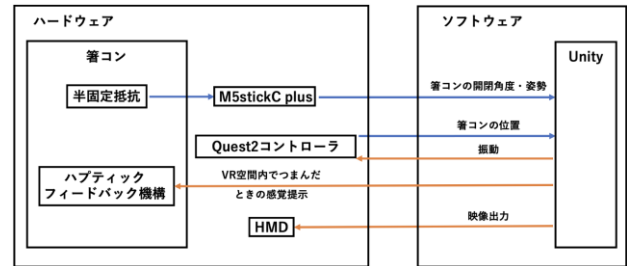 ハードウェア
ソフトウェア
箸コン
Unity
半固定抵抗
M5stickC plus
箸コンの開閉角度・姿勢
箸コンの位置
Quest2コントローラ
振動
ハプティック
フィードバック機構
VR空間内でつまんだ
ときの感覚提示
HMD
映像出力